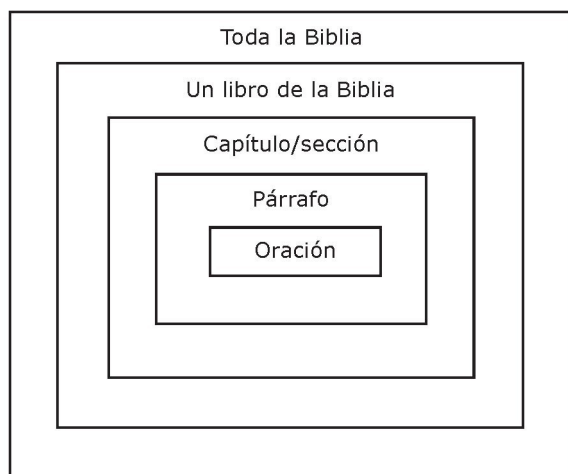 Toda la Biblia
Un libro de la Biblia
Capítulo/sección
Párrafo
Oración